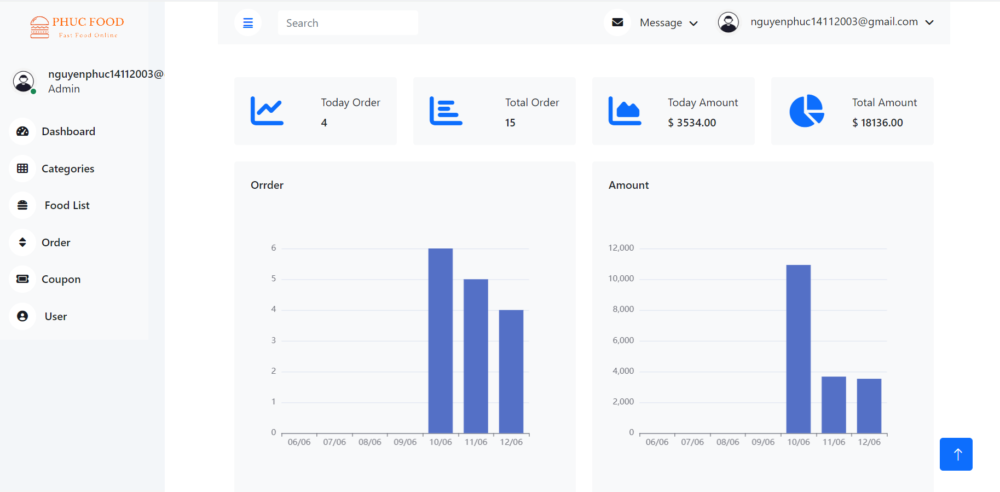 PHUC FOOD
Fast Food Online
nguyenphuc14112003@
Admin
Dashboard
Categories
Food List
Order
Coupon
User
Search
Message
nguyenphuc14112003@gmail.com
Today Order
4
Total Order
15
Today Amount
$ 3534.00
Total Amount
$ 18136.00
Orrder
6
5
4
3
2
1
0
06/06 07/06 08/06 09/06 10/06 11/06 12/06
Amount
12,000
10,000
8,000
6,000
4,000
2,000
0
06/06 07/06 08/06 09/06 10/06 11/06 12/06